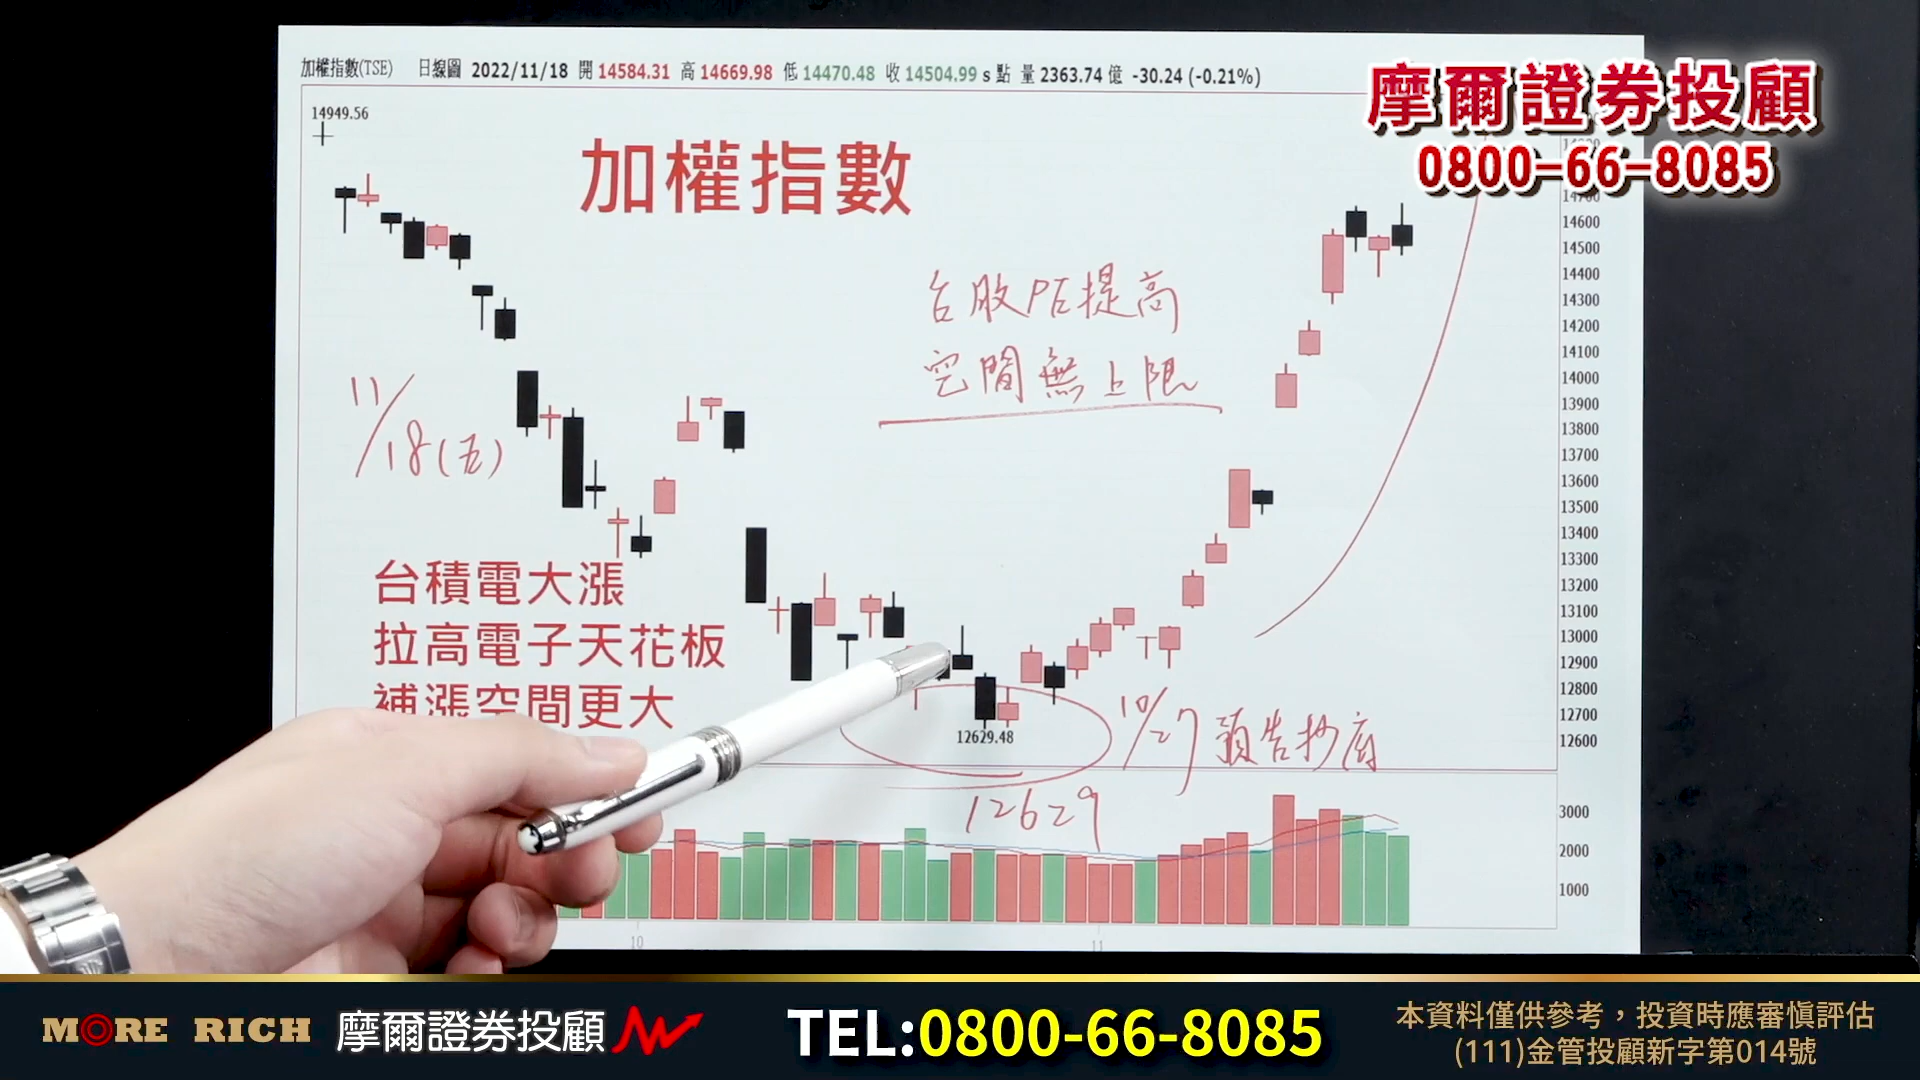 加權指數(TSE) 日線圖 2022/11/18 開 14584.31 高 14669.98 低 14470.48 收 14504.99 s 點 量 2363.74 億 -30.24 (-0.21%)
摩爾證券投顧
0800-66-8085
14949.56
加權指數
台股PE提高
空間無上限
11/18(五)
台積電大漲
拉高電子天花板
補漲空間更大
12629.48
10/27 預告抄底
12629
14700
14600
14500
14400
14300
14200
14100
14000
13900
13800
13700
13600
13500
13400
13300
13200
13100
13000
12900
12800
12700
12600
3000
2000
1000
10
11
MORE RICH 摩爾證券投顧
TEL:0800-66-8085
本資料僅供參考，投資時應審慎評估
(111)金管投顧新字第014號